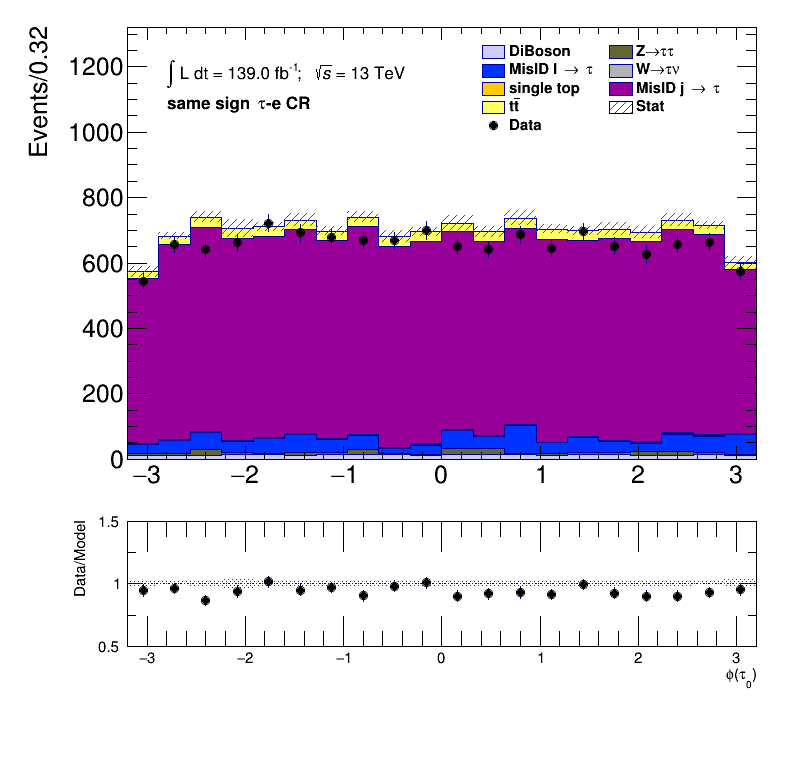 Events/0.32
1200
1000
800
600
400
200
0
∫ L dt = 139.0 fb⁻¹; √s = 13 TeV
same sign τ-e CR
DiBoson
MisID l → τ
single top
tt̄
Data
Z→ττ
W→τν
MisID j → τ
Stat
−3 −2 −1 0 1 2 3
Data/Model
1.5
1
0.5
−3 −2 −1 0 1 2 3
ϕ(τ₀)